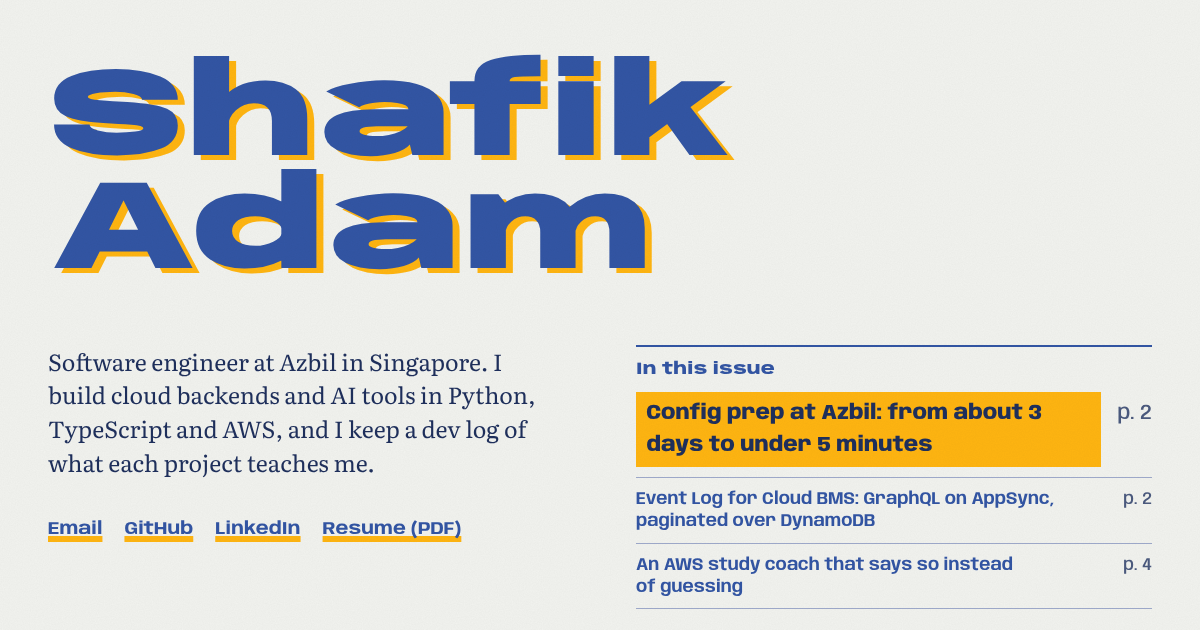 Shafik
Adam
Software engineer at Azbil in Singapore. I
build cloud backends and AI tools in Python,
TypeScript and AWS, and I keep a dev log of
what each project teaches me.
Email GitHub LinkedIn Resume (PDF)
In this issue
Config prep at Azbil: from about 3 p. 2
days to under 5 minutes
Event Log for Cloud BMS: GraphQL on AppSync, p. 2
paginated over DynamoDB
An AWS study coach that says so instead p. 4
of guessing